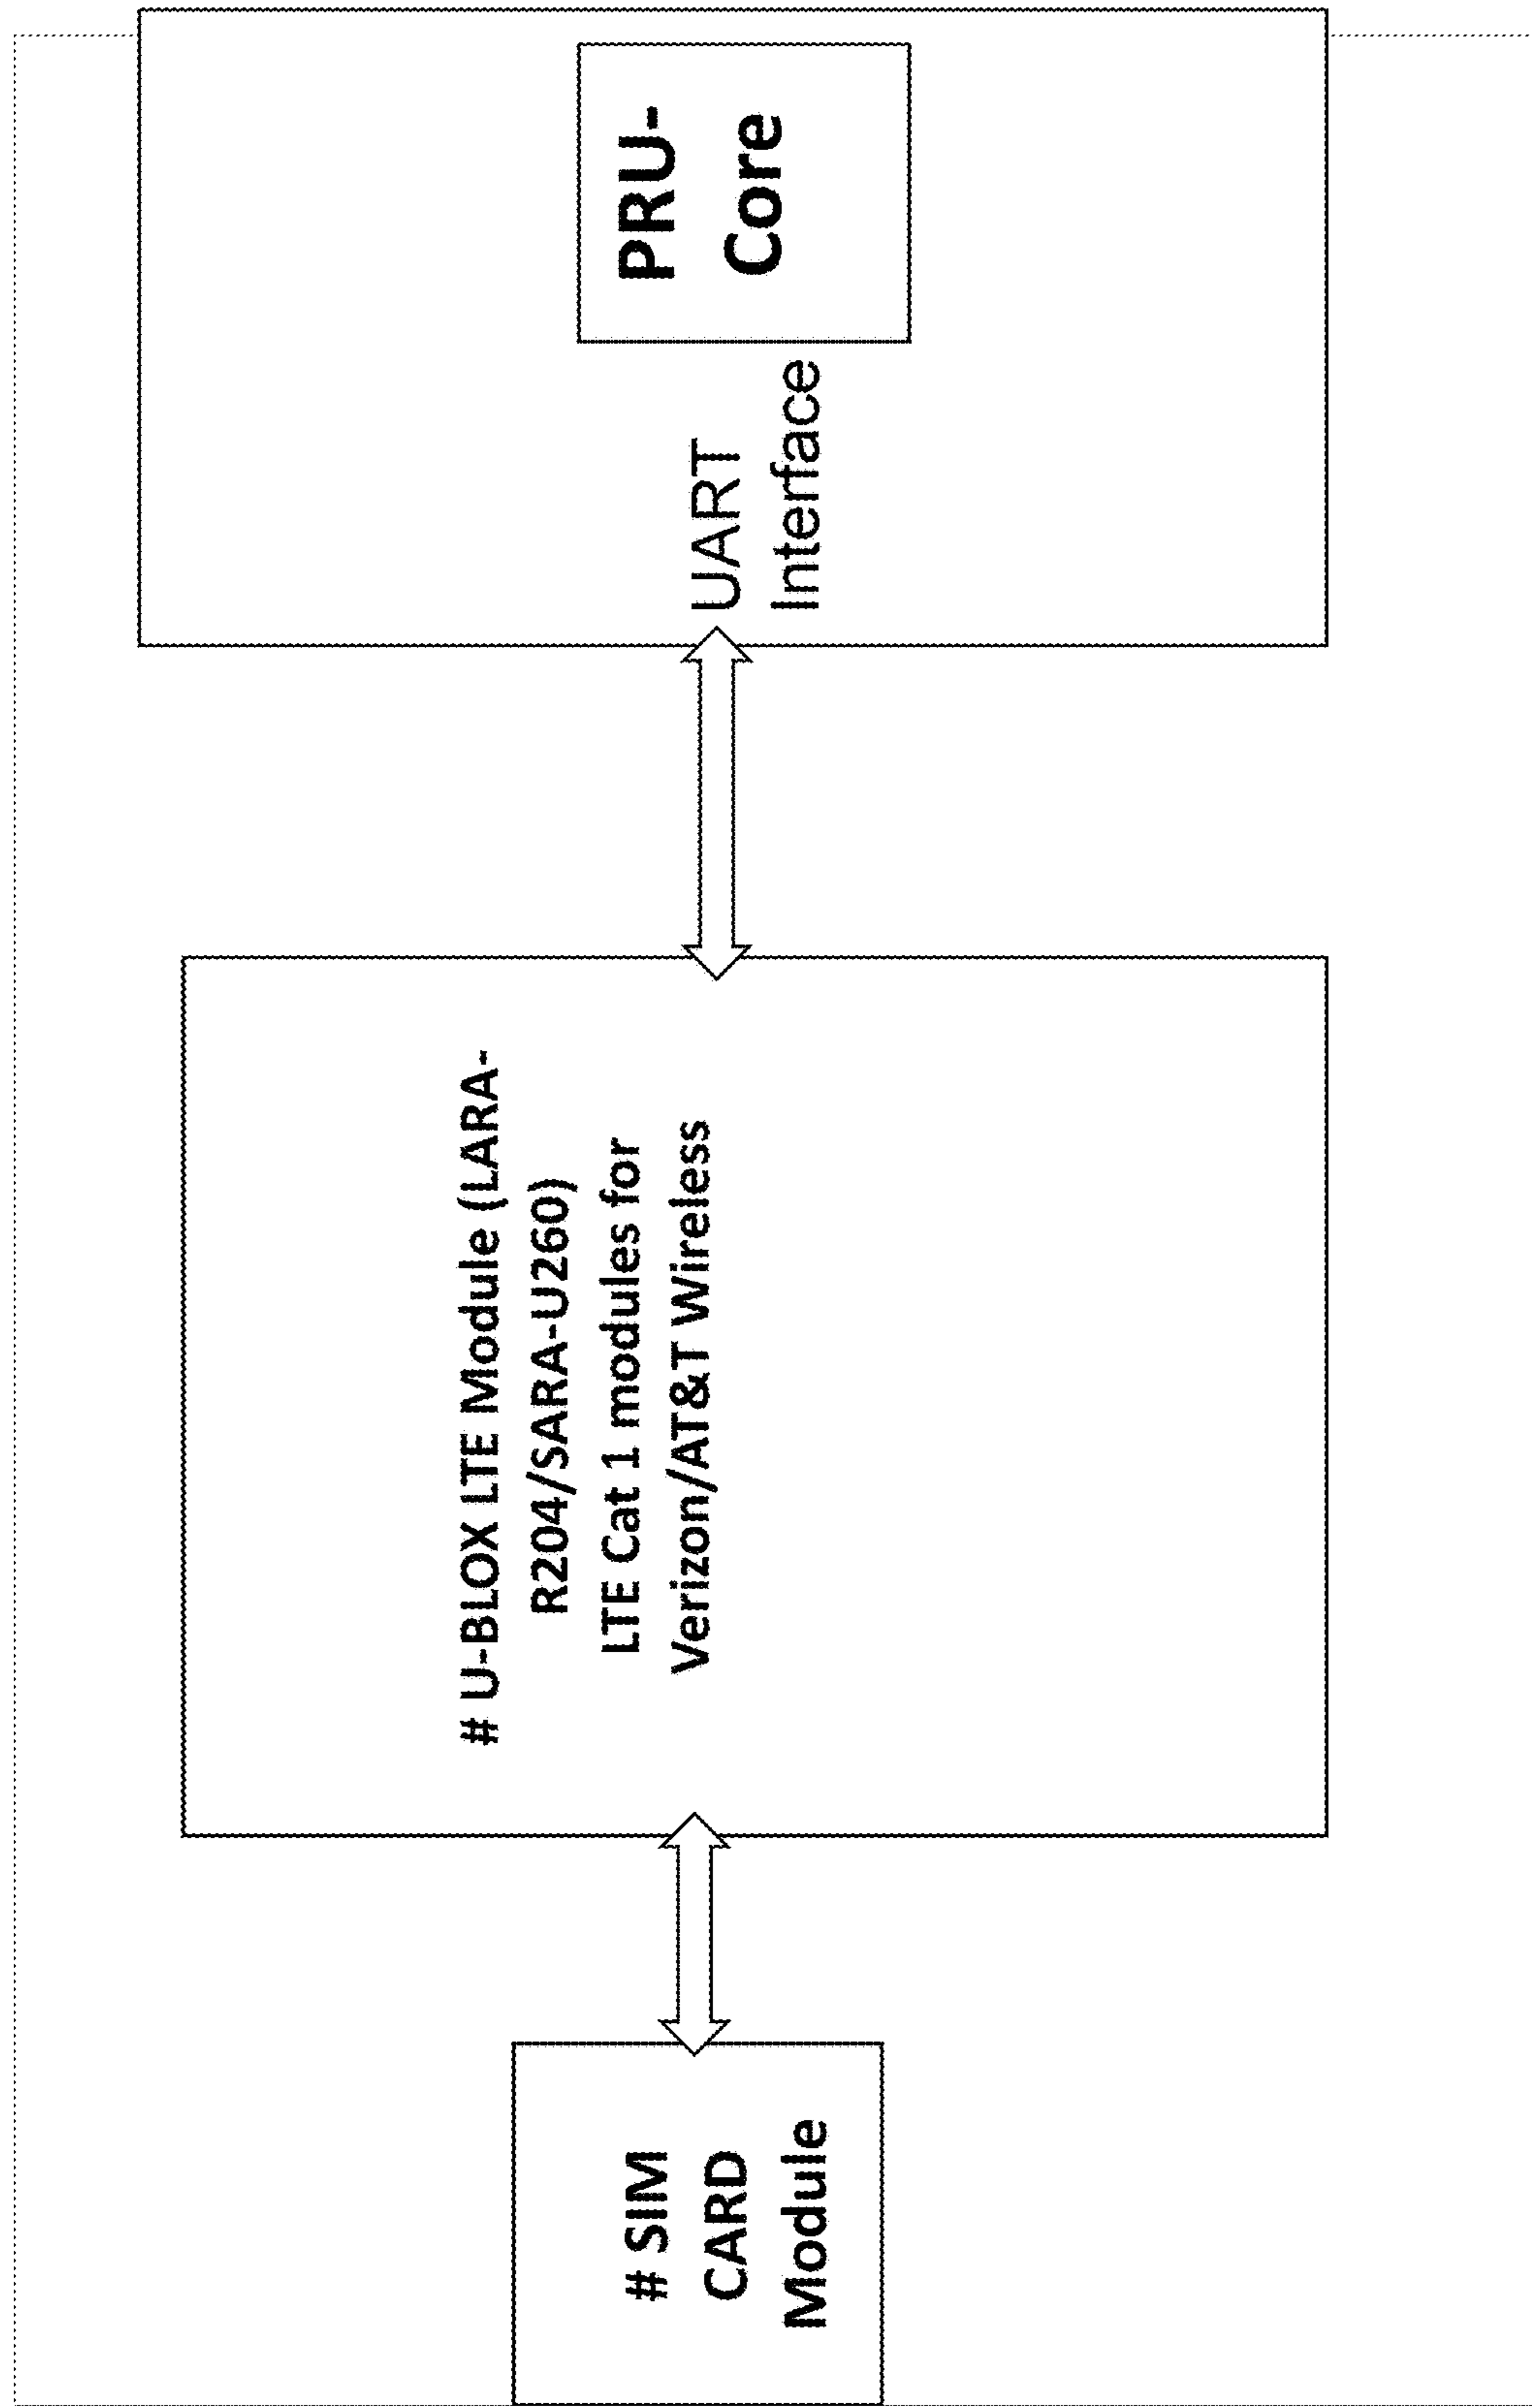 # SIM
CARD
Module
# U-BLOX LTE Module (LARA-
R204/SARA-U260)
LTE Cat 1 modules for
Verizon/AT&T Wireless
UART
Interface
PRU-
Core